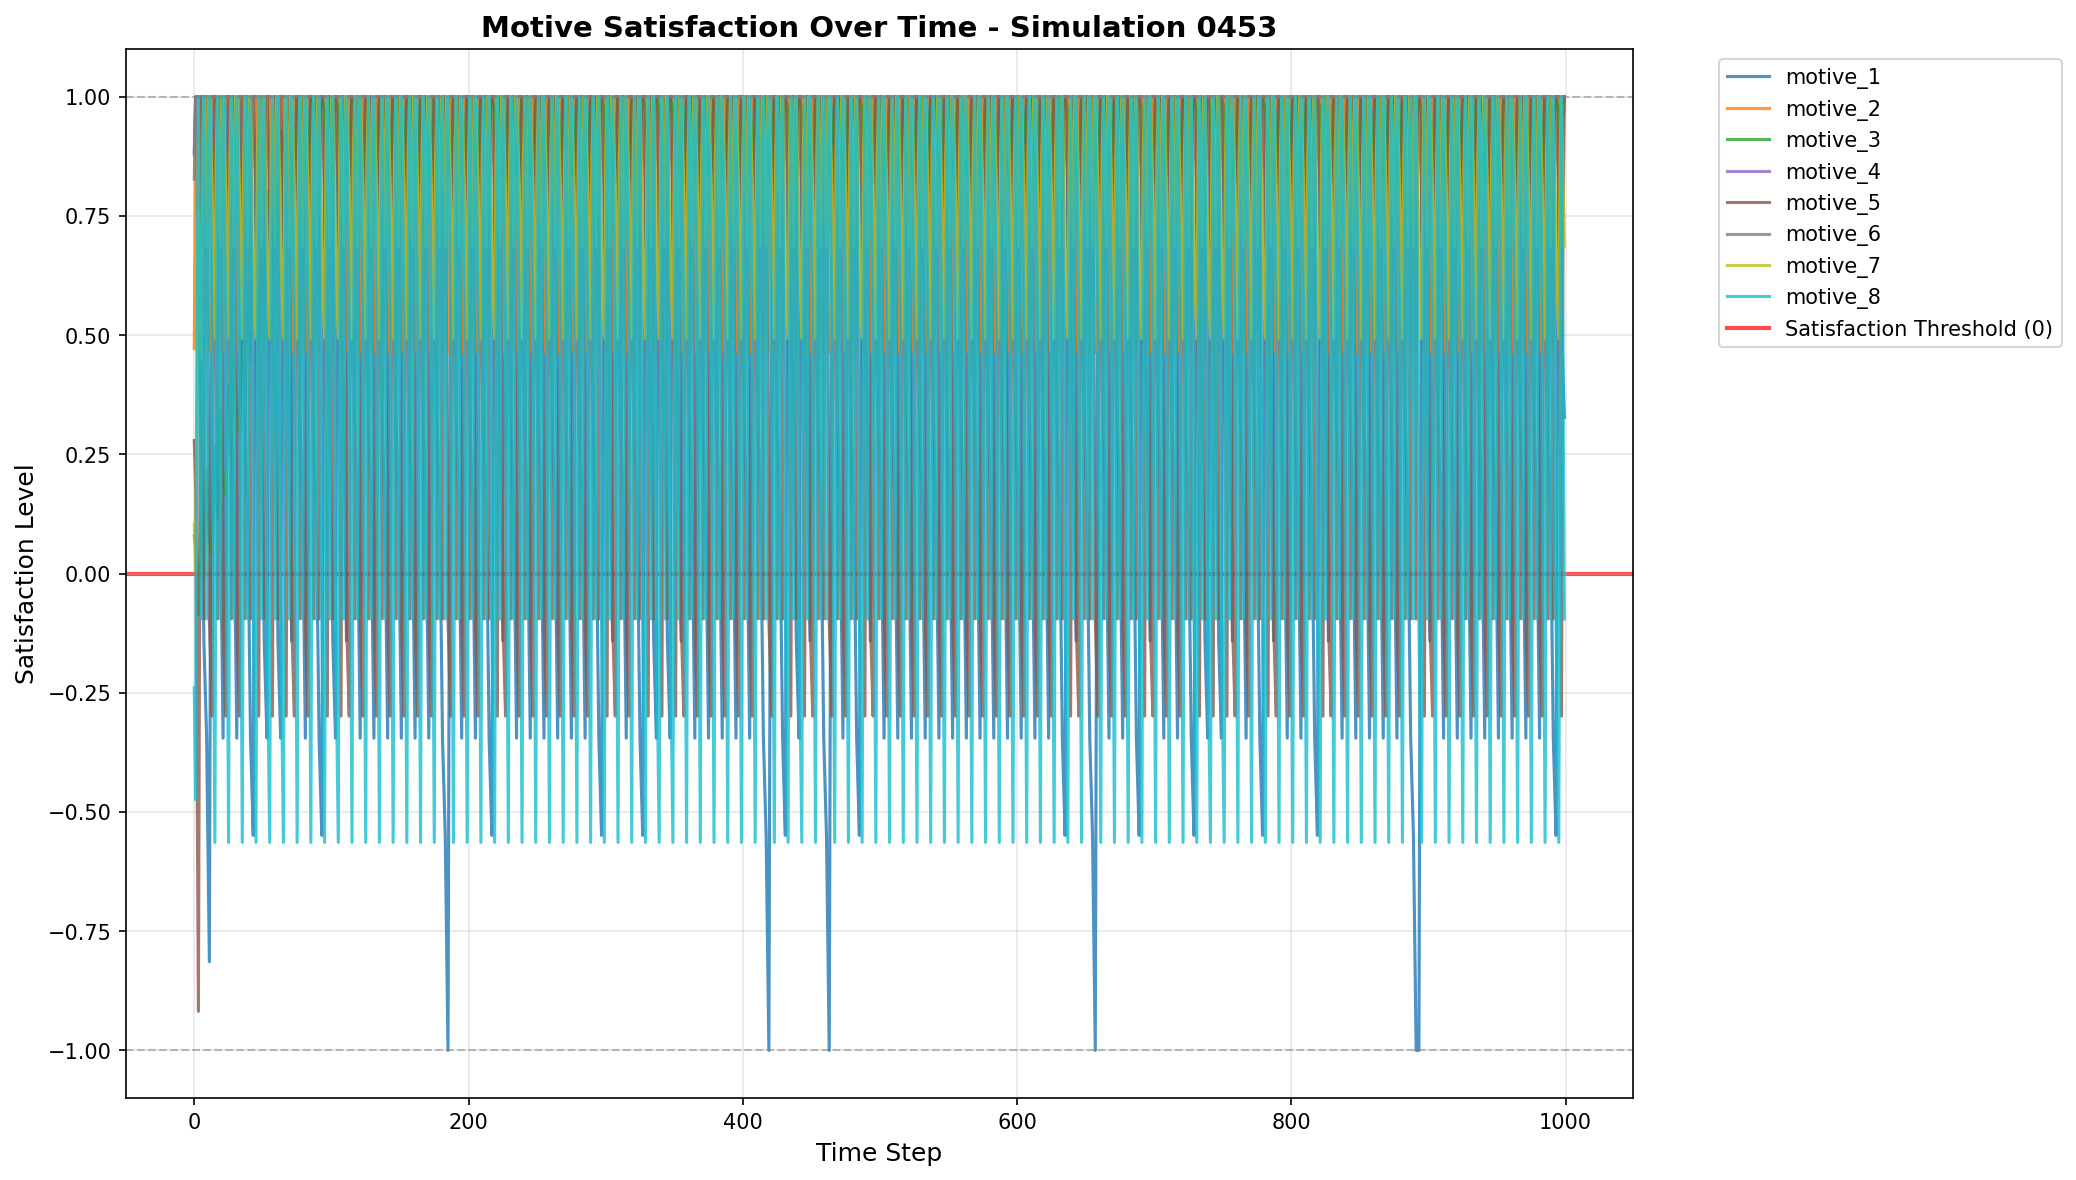 Motive Satisfaction Over Time - Simulation 0453
1.00
0.75
0.50
0.25
0.00
−0.25
−0.50
−0.75
−1.00
Satisfaction Level
0 200 400 600 800 1000
Time Step
motive_1
motive_2
motive_3
motive_4
motive_5
motive_6
motive_7
motive_8
Satisfaction Threshold (0)